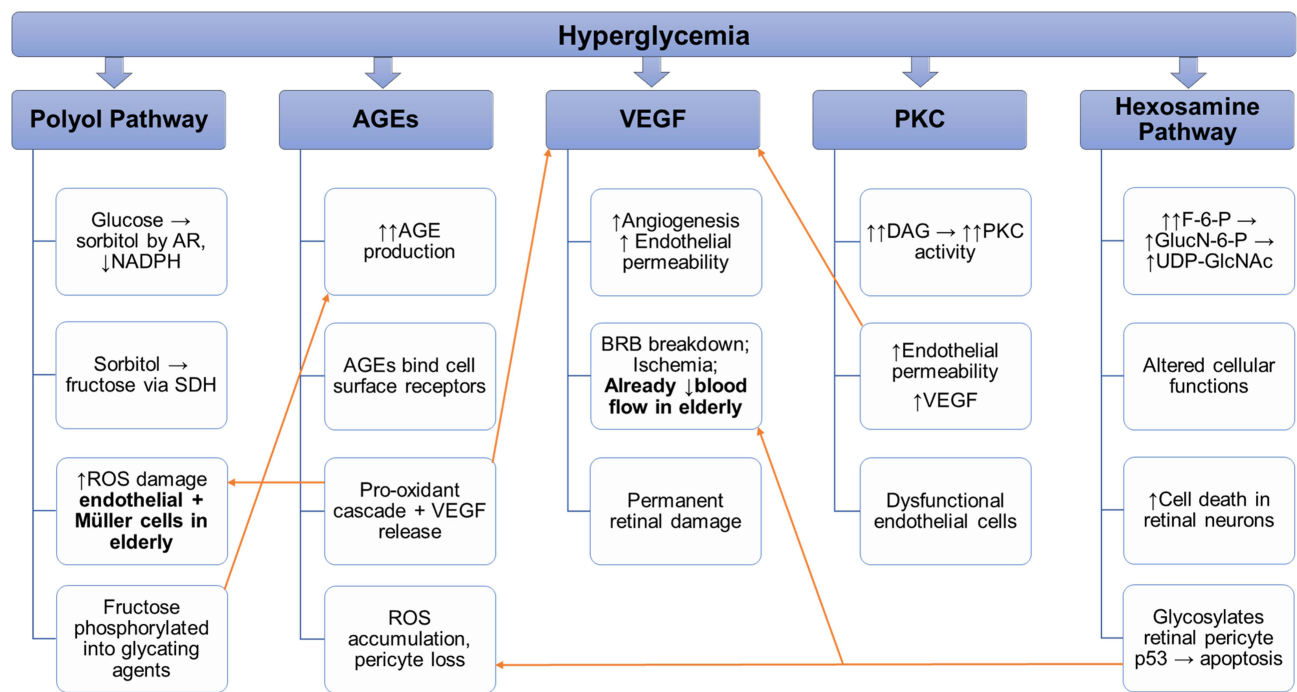 Hyperglycemia
Polyol Pathway
Glucose →
sorbitol by AR,
↓NADPH
Sorbitol →
fructose via SDH
↑ROS damage
endothelial +
Müller cells in
elderly
Fructose
phosphorylated
into glycating
agents
AGEs
↑↑AGE
production
AGEs bind cell
surface receptors
Pro-oxidant
cascade + VEGF
release
ROS
accumulation,
pericyte loss
VEGF
↑Angiogenesis
↑ Endothelial
permeability
BRB breakdown;
Ischemia;
Already ↓blood
flow in elderly
Permanent
retinal damage
PKC
↑↑DAG → ↑↑PKC
activity
↑Endothelial
permeability
↑VEGF
Dysfunctional
endothelial cells
Hexosamine
Pathway
↑↑F-6-P →
↑GlucN-6-P →
↑UDP-GlcNAc
Altered cellular
functions
↑Cell death in
retinal neurons
Glycosylates
retinal pericyte
p53 → apoptosis